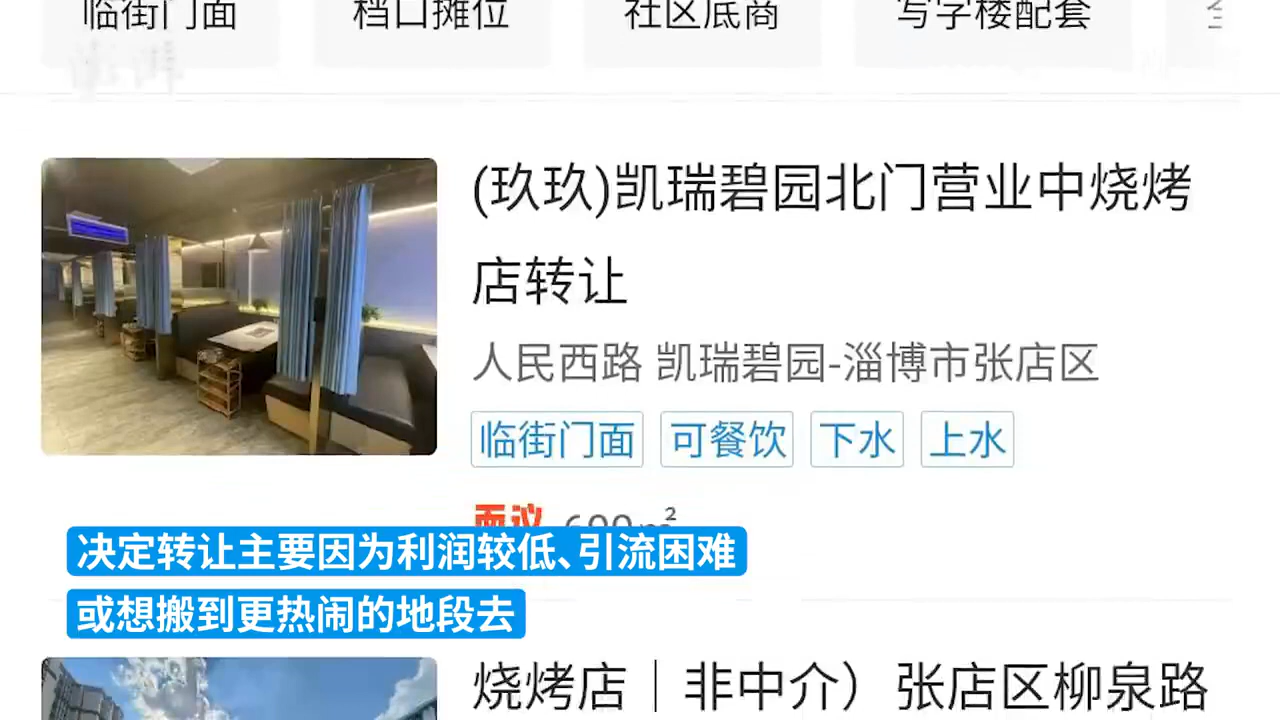 临街门面
档口摊位
社区底商
写字楼配套
(玖玖)凯瑞碧园北门营业中烧烤
店转让
人民西路 凯瑞碧园-淄博市张店区
临街门面
可餐饮
下水
上水
面议
决定转让主要因为利润较低、引流困难
或想搬到更热闹的地段去
烧烤店｜非中介）张店区柳泉路